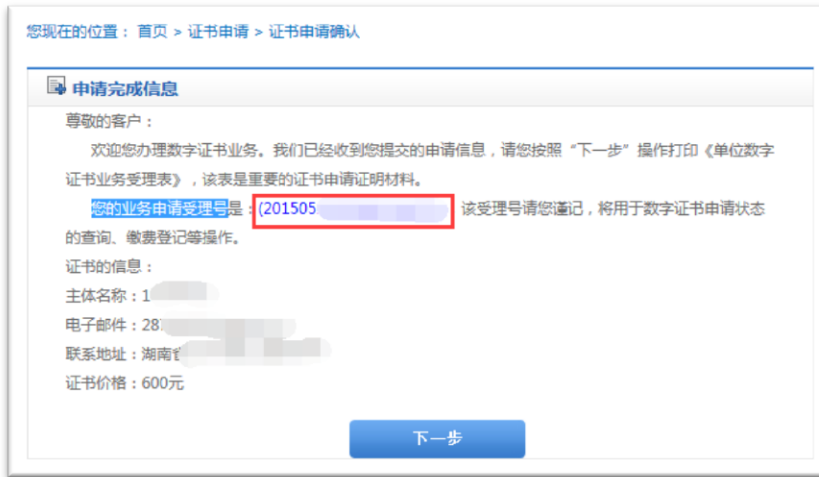 您现在的位置： 首页 > 证书申请 > 证书申请确认
申请完成信息
尊敬的客户：
欢迎您办理数字证书业务。我们已经收到您提交的申请信息，请您按照“下一步”操作打印《单位数字
证书业务受理表》，该表是重要的证书申请证明材料。
您的业务申请受理号是：(201505 该受理号请您谨记，将用于数字证书申请状态
的查询、缴费登记等操作。
证书的信息：
主体名称：1
电子邮件：28
联系地址：湖南
证书价格：600元
下一步